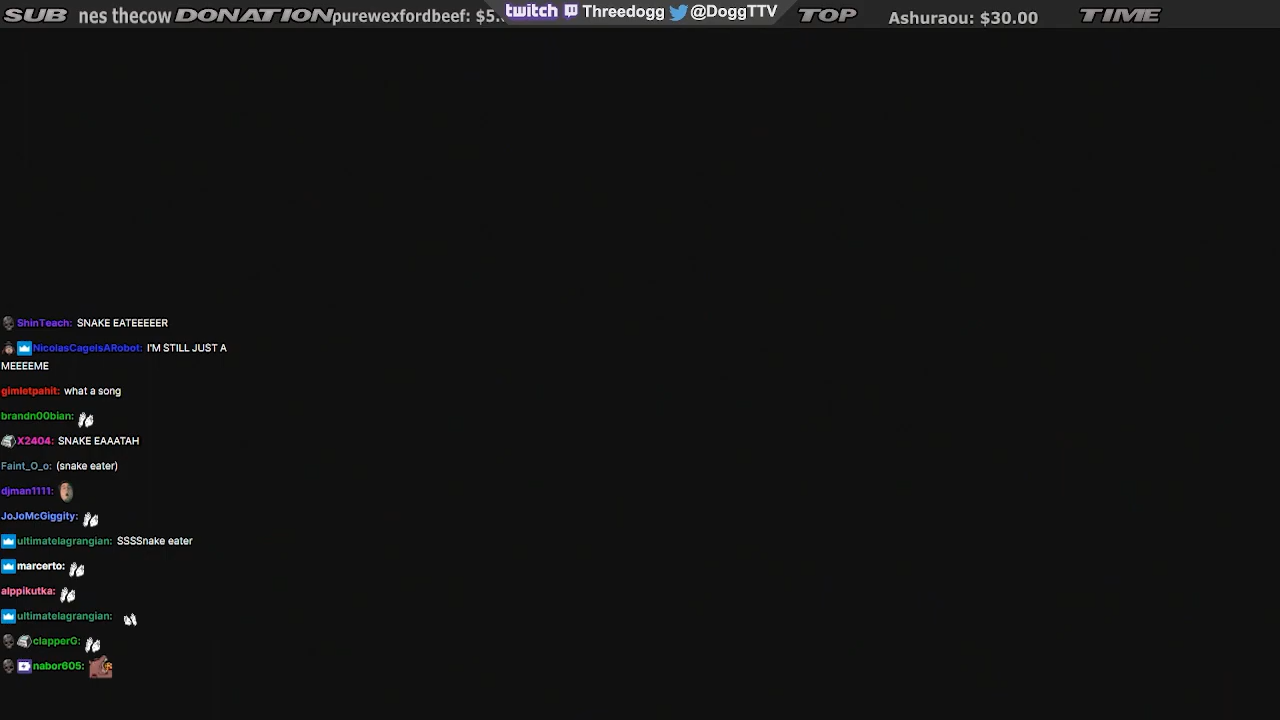 SUB nes thecow DONATION purewexfordbeef: $5. twitch Threedogg @DoggTTV TOP Ashuraou: $30.00 TIME
ShinTeach: SNAKE EATEEEEER
NicolasCageIsARobot: I'M STILL JUST A
MEEEEME
gimletpahit: what a song
brandn00bian:
X2404: SNAKE EAAATAH
Faint_O_o: (snake eater)
djman1111:
JoJoMcGiggity:
ultimatelagrangian: SSSSnake eater
marcerto:
alppikutka:
ultimatelagrangian:
clapperG:
nabor605: